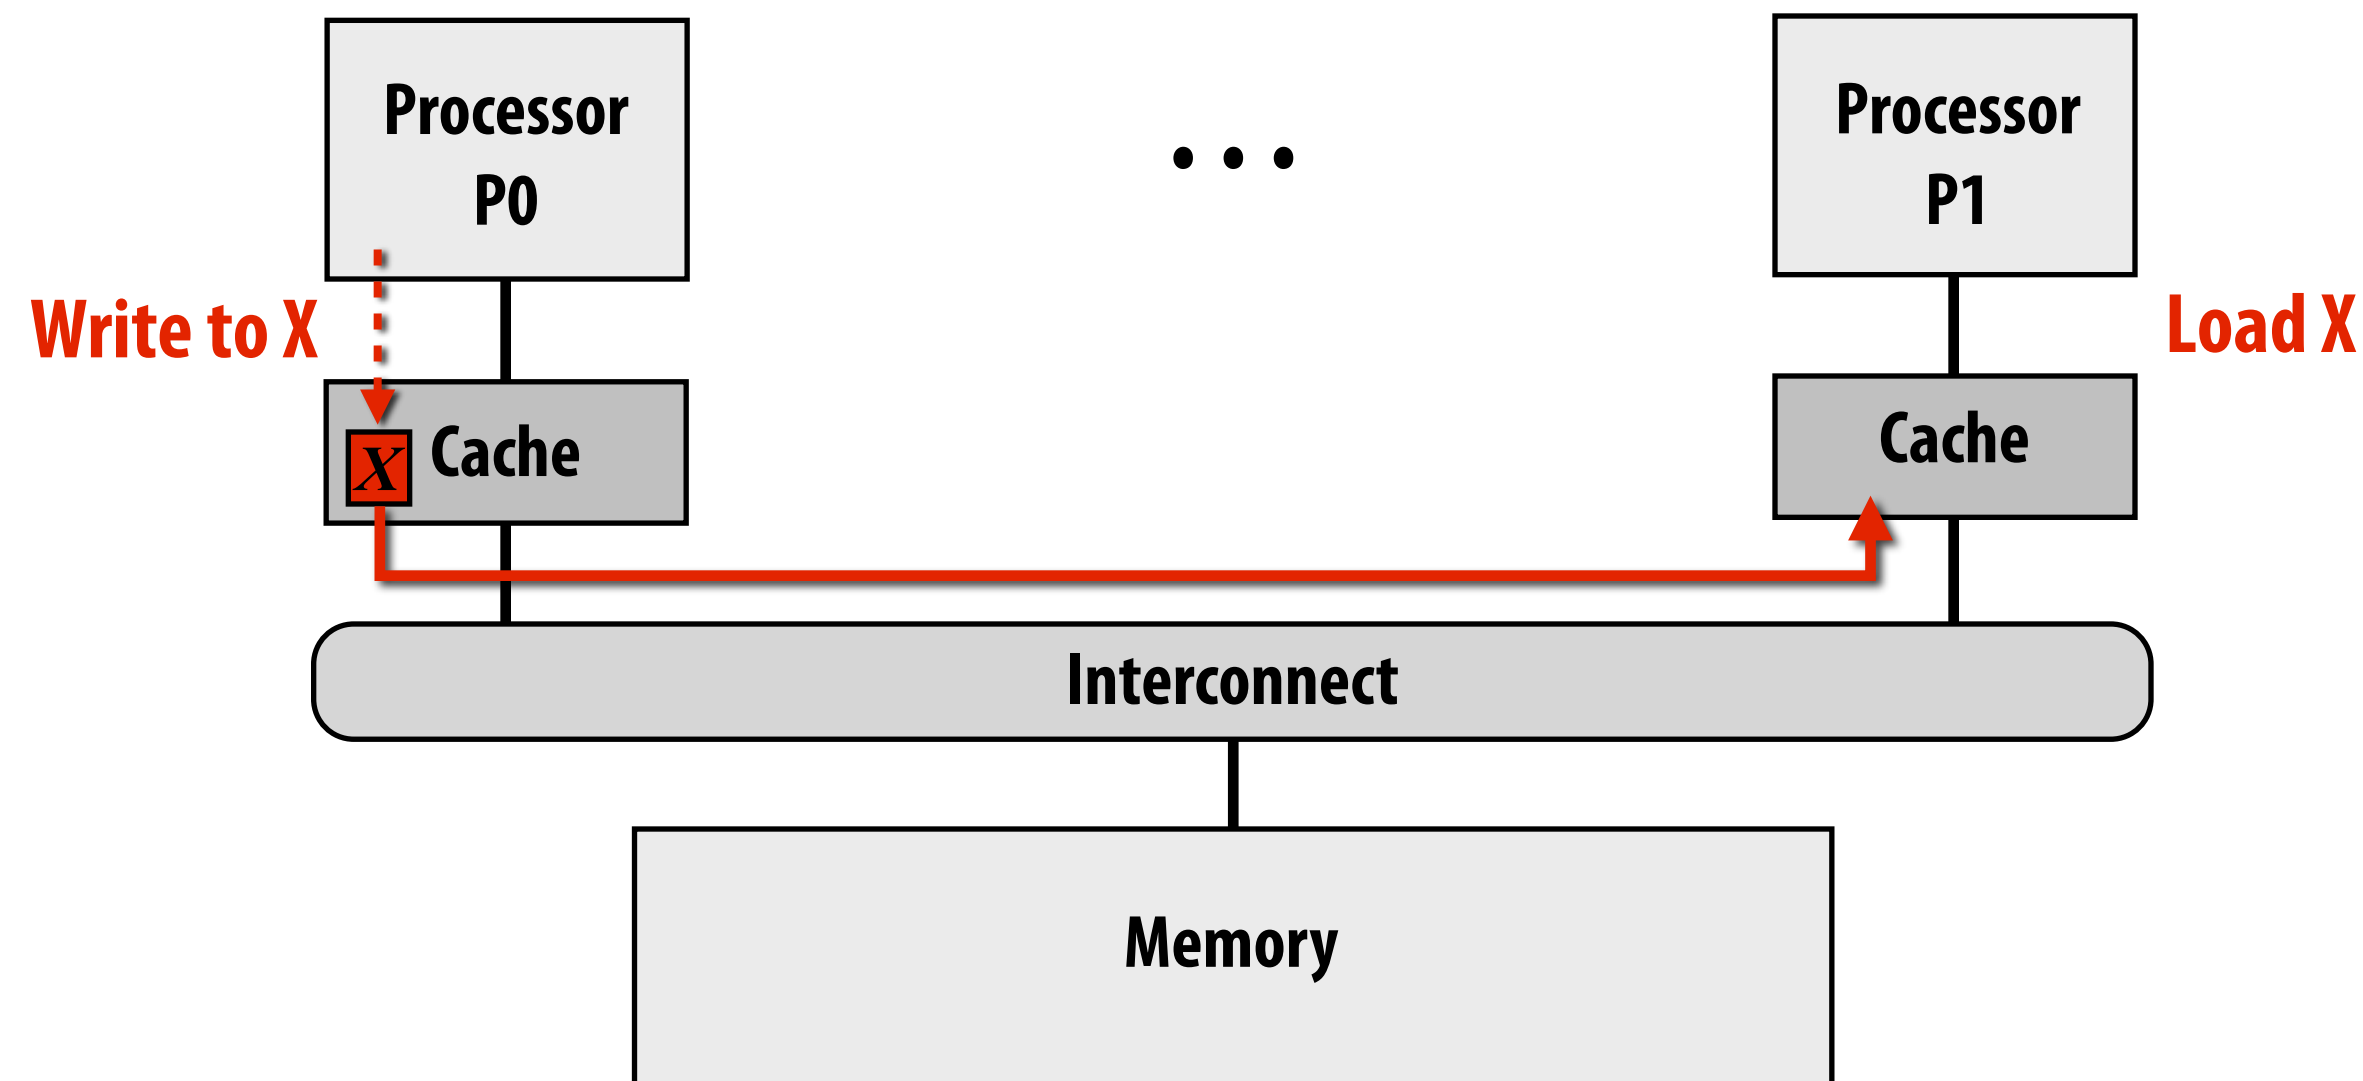 Processor
P0
• • •
Processor
P1
Write to X
Load X
X
Cache
Cache
Interconnect
Memory